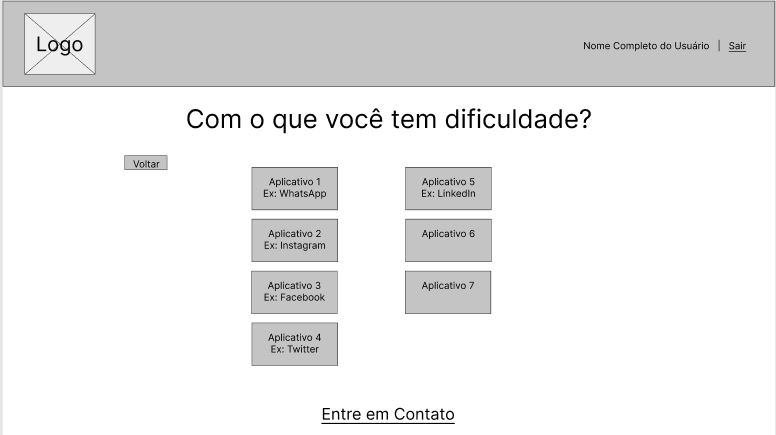 Logo
Nome Completo do Usuário | Sair
Com o que você tem dificuldade?
Voltar
Aplicativo 1
Ex: WhatsApp
Aplicativo 5
Ex: LinkedIn
Aplicativo 2
Ex: Instagram
Aplicativo 6
Aplicativo 3
Ex: Facebook
Aplicativo 7
Aplicativo 4
Ex: Twitter
Entre em Contato